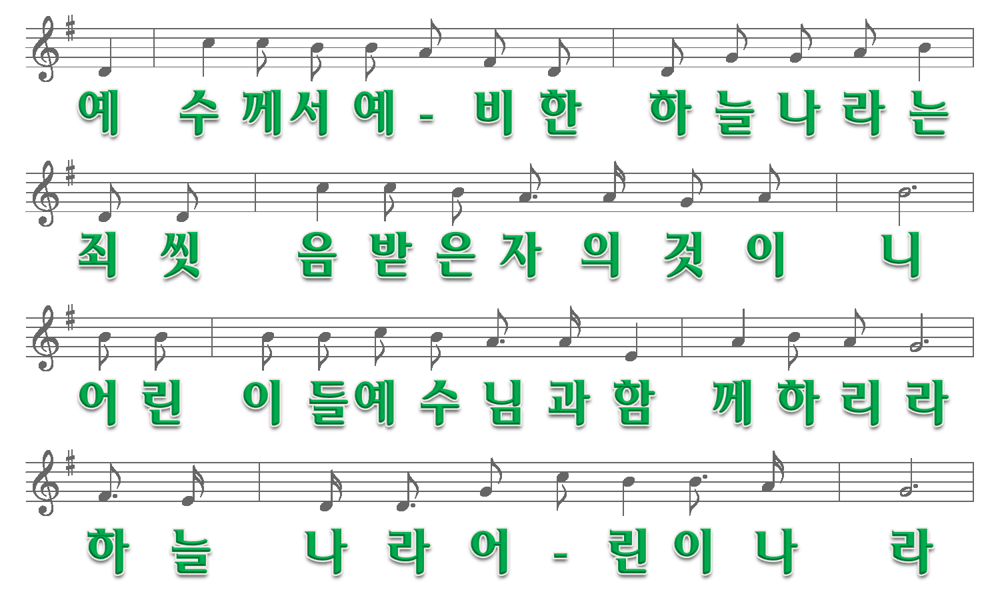 예 수 께서 예 - 비 한 하 늘 나 라 는
죄 씻 음 받 은 자 의 것 이 니
어 린 이 들예 수 님 과 함 께 하 리 라
하 늘 나 라 어 - 린 이 나 라